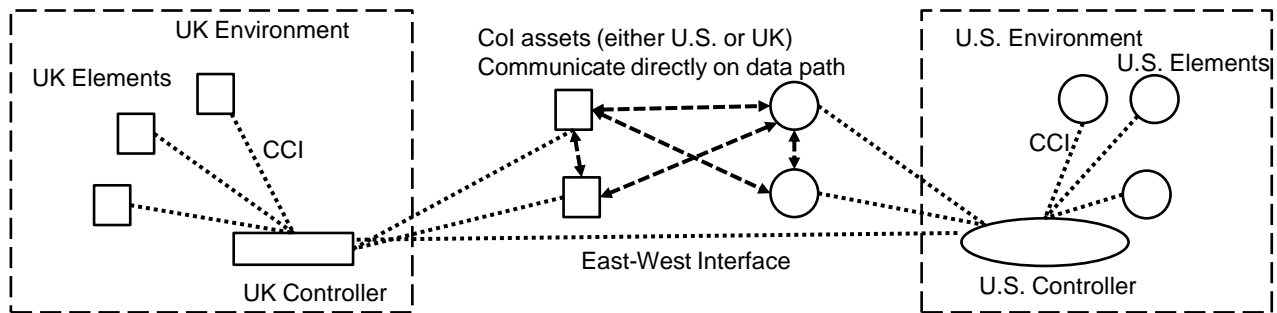 UK Environment
UK Elements
CCI
UK Controller
CoI assets (either U.S. or UK)
Communicate directly on data path
East-West Interface
U.S. Environment
U.S. Elements
CCI
U.S. Controller